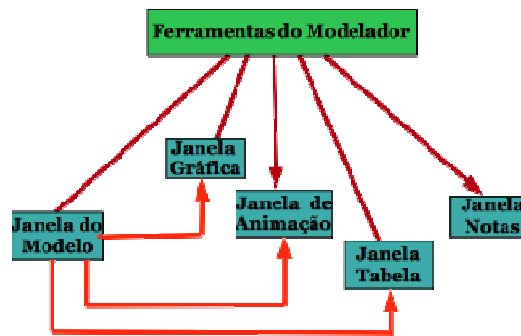 Ferramentas do Modelador
Janela
Gráfica
Janela do
Modelo
Janela de
Animação
Janela
Tabela
Janela
Notas